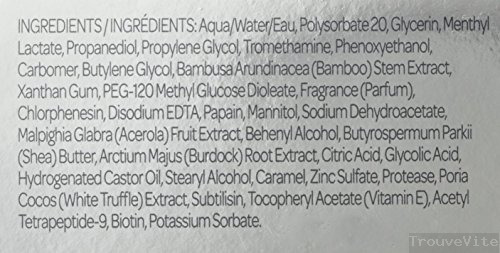 INGREDIENTS / INGRÉDIENTS: Aqua/Water/Eau, Polysorbate 20, Glycerin, Menthyl
Lactate, Propanediol, Propylene Glycol, Tromethamine, Phenoxyethanol,
Carbomer, Butylene Glycol, Bambusa Arundinacea (Bamboo) Stem Extract,
Xanthan Gum, PEG-120 Methyl Glucose Dioleate, Fragrance (Parfum),
Chlorphenesin, Disodium EDTA, Papain, Mannitol, Sodium Dehydroacetate,
Malpighia Glabra (Acerola) Fruit Extract, Behenyl Alcohol, Butyrospermum Parkii
(Shea) Butter, Arctium Majus (Burdock) Root Extract, Citric Acid, Glycolic Acid,
Hydrogenated Castor Oil, Stearyl Alcohol, Caramel, Zinc Sulfate, Protease, Poria
Cocos (White Truffle) Extract, Subtilisin, Tocopheryl Acetate (Vitamin E), Acetyl
Tetrapeptide-9, Biotin, Potassium Sorbate.
TrouveVite